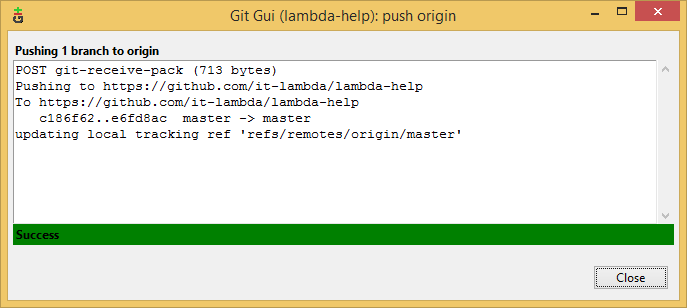 Git Gui (lambda-help): push origin
Pushing 1 branch to origin
POST git-receive-pack (713 bytes)
Pushing to https://github.com/it-lambda/lambda-help
To https://github.com/it-lambda/lambda-help
   c186f62..e6fd8ac  master -> master
updating local tracking ref 'refs/remotes/origin/master'
Success
Close